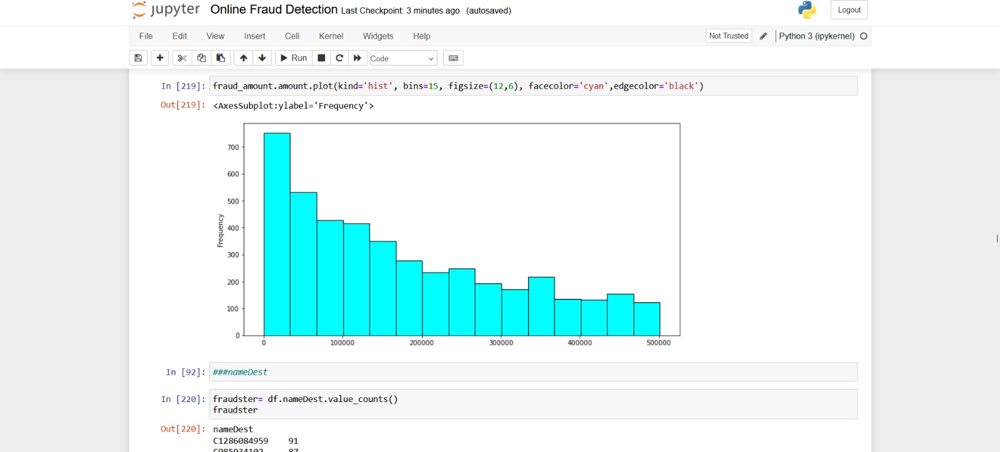 jupyter Online Fraud Detection Last Checkpoint: 3 minutes ago (autosaved) Logout
File Edit View Insert Cell Kernel Widgets Help Not Trusted Python 3 (ipykernel)
Run Code
In [219]: fraud_amount.amount.plot(kind='hist', bins=15, figsize=(12,6), facecolor='cyan',edgecolor='black')
Out[219]: <AxesSubplot:ylabel='Frequency'>
700
600
500
400
300
200
100
0
Frequency
0 100000 200000 300000 400000 500000
In [92]: ###nameDest
In [220]: fraudster= df.nameDest.value_counts()
fraudster
Out[220]: nameDest
C1286084959 91
C985934102 87